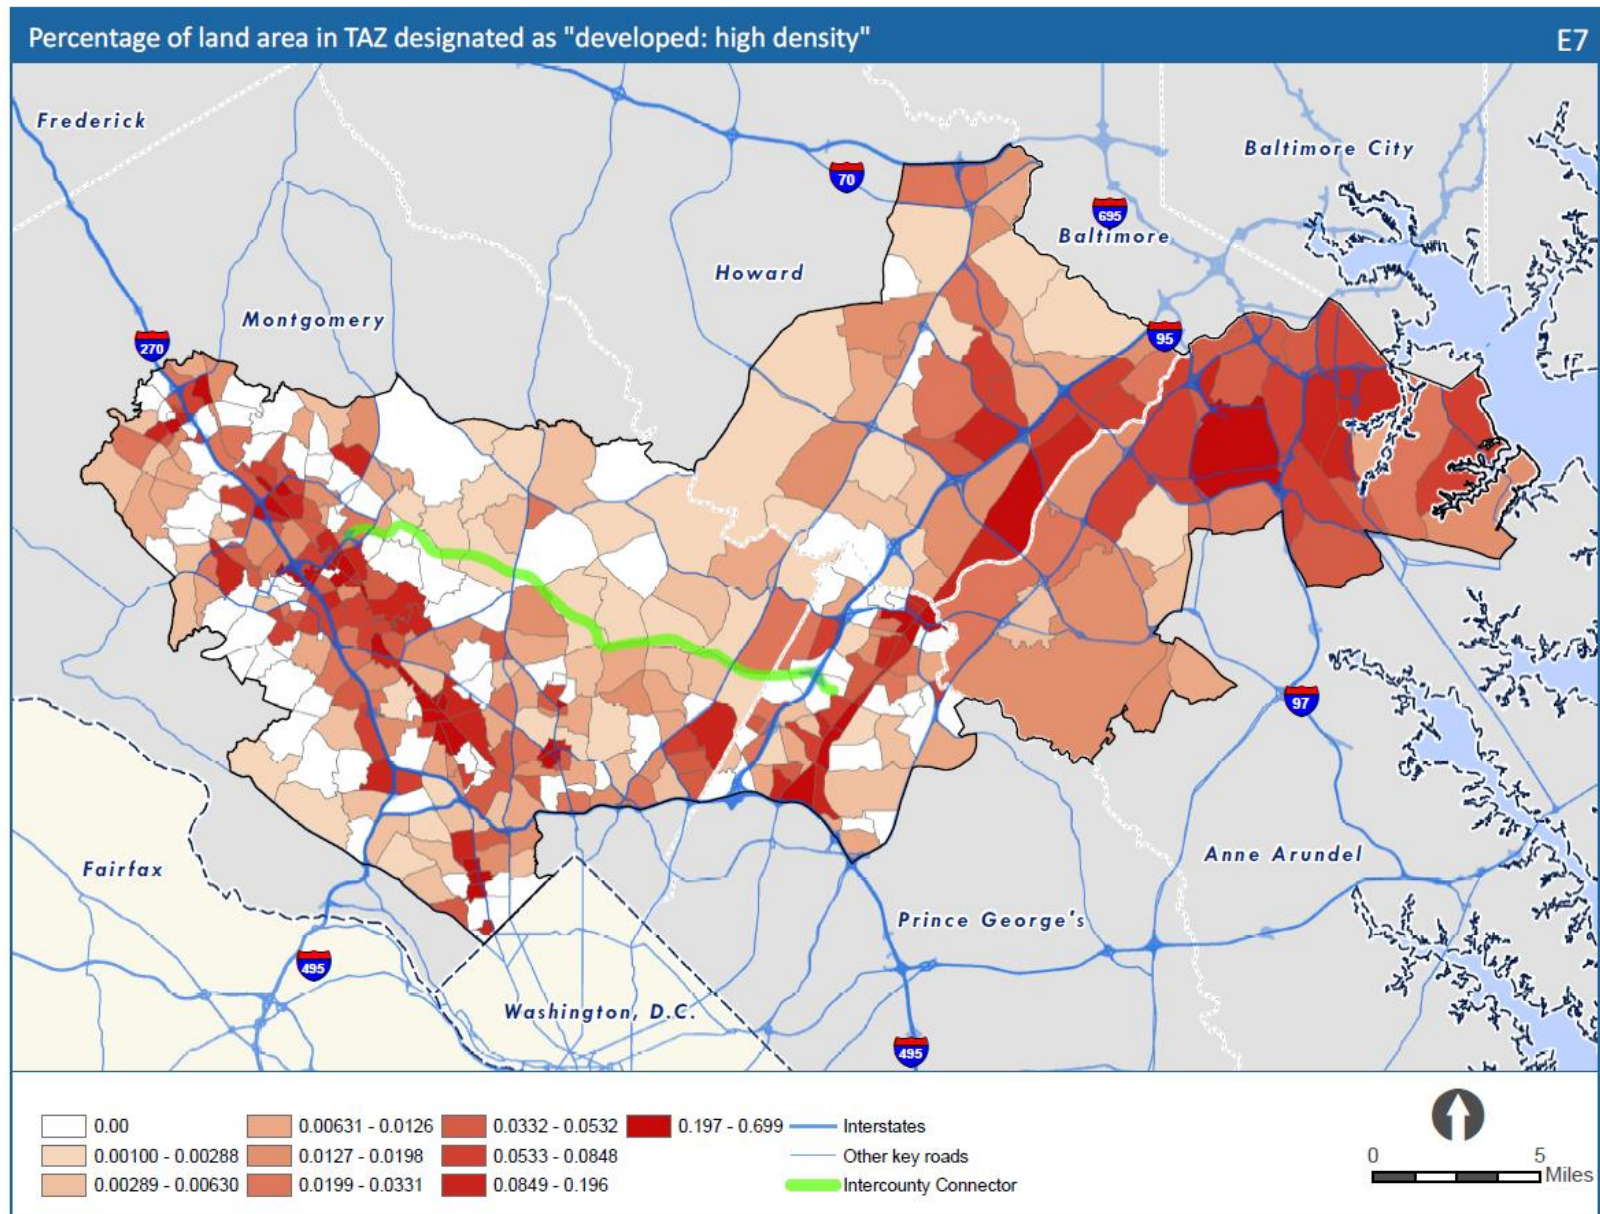 Percentage of land area in TAZ designated as "developed: high density"
E7
Frederick
Baltimore City
70
695
Baltimore
Howard
Montgomery
270
95
97
Fairfax
Anne Arundel
Prince George's
495
Washington, D.C.
495
0.00
0.00631 - 0.0126
0.0332 - 0.0532
0.197 - 0.699
Interstates
0.00100 - 0.00288
0.0127 - 0.0198
0.0533 - 0.0848
Other key roads
0.00289 - 0.00630
0.0199 - 0.0331
0.0849 - 0.196
Intercounty Connector
0 5
Miles